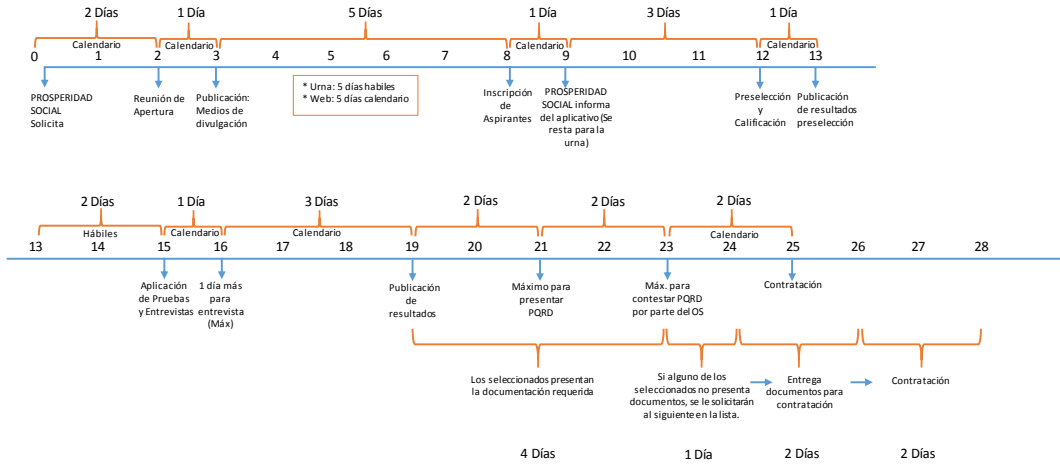 2 Días
1 Día
5 Días
1 Día
3 Días
1 Día
Calendario
Calendario
Calendario
Calendario
0 1 2 3 4 5 6 7 8 9 10 11 12 13
PROSPERIDAD
SOCIAL
Solicita
Reunión de
Apertura
Publicación:
Medios de
divulgación
* Urna: 5 días habiles
* Web: 5 días calendario
Inscripción
de
Aspirantes
PROSPERIDAD
SOCIAL informa
del aplicativo (Se
resta para la
urna)
Preselección
y
Calificación
Publicación
de resultados
preselección
2 Días
1 Día
3 Días
2 Días
2 Días
2 Días
Hábiles
Calendario
Calendario
Calendario
13 14 15 16 17 18 19 20 21 22 23 24 25 26 27 28
Aplicación
de Pruebas
y Entrevistas
1 día más
para
entrevista
(Máx)
Publicación
de
resultados
Máximo para
presentar
PQRD
Máx. para
contestar PQRD
por parte del OS
Contratación
Los seleccionados presentan
la documentación requerida
Si alguno de los
seleccionados no presenta
documentos, se le solicitarán
al siguiente en la lista.
Entrega
documentos para
contratación
Contratación
4 Días
1 Día
2 Días
2 Días